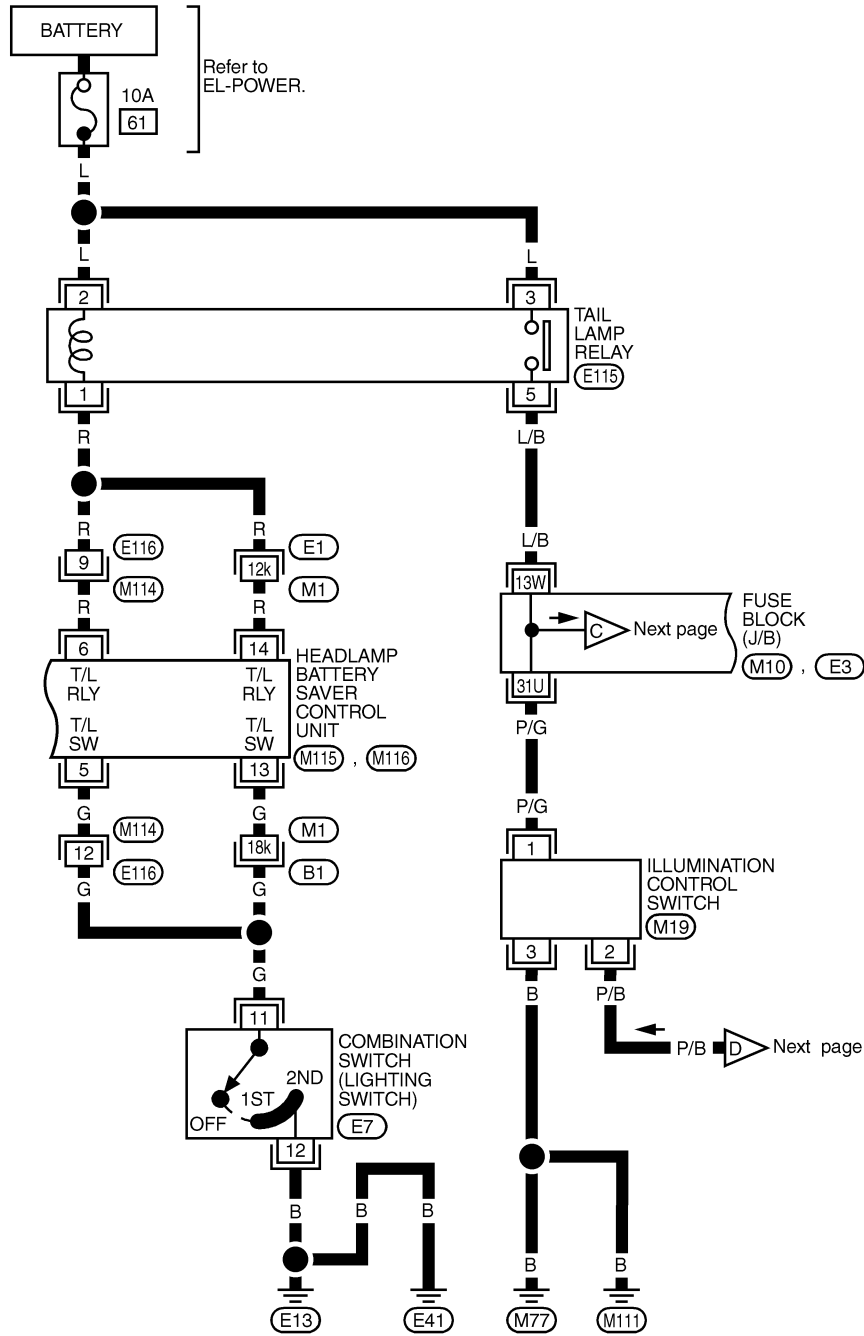 BATTERY
Refer to
EL-POWER.
10A
61
L
L
L
2
3
TAIL
LAMP
RELAY
E115
1
5
R
L/B
R
R
L/B
9
E116
M114
12k
E1
M1
R
R
13W
C
Next page
FUSE
BLOCK
(J/B)
M10 , E3
31U
6
14
T/L
RLY
T/L
RLY
T/L
SW
T/L
SW
HEADLAMP
BATTERY
SAVER
CONTROL
UNIT
M115 , M116
5
13
P/G
G
G
P/G
M114
12
E116
M1
18k
B1
G
G
1
ILLUMINATION
CONTROL
SWITCH
M19
3
2
G
B
P/B
11
P/B
D
Next page
COMBINATION
SWITCH
(LIGHTING
SWITCH)
E7
OFF
1ST
2ND
12
B
B
B
B
B
E13
E41
M77
M111